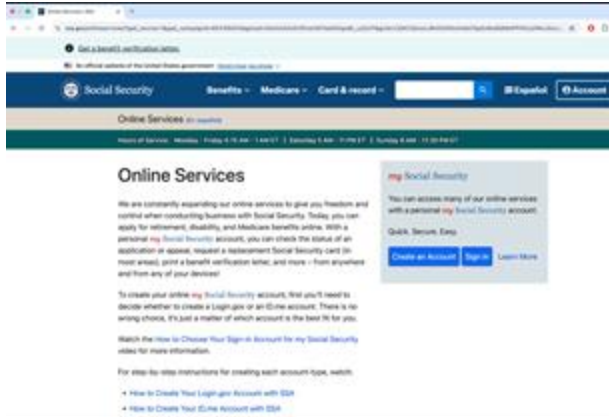 Get a benefit verification letter.
An official website of the United States government
Social Security
Benefits
Medicare
Card & record
Español
Account
Online Services
Online Services
We are constantly expanding our online services to give you freedom and
control when conducting business with Social Security. Today, you can
apply for retirement, disability, and Medicare benefits online. With a
personal my Social Security account, you can check the status of an
application or appeal, request a replacement Social Security card (in
most areas), print a benefit verification letter, and more – from anywhere
and from any of your devices!
To create your online my Social Security account, first you'll need to
decide whether to create a Login.gov or an ID.me account. There is no
wrong choice, it's just a matter of which account is the best fit for you.
Watch the How to Choose Your Sign-in Account for my Social Security
video for more information.
For step-by-step instructions for creating each account type, watch:
• How to Create Your Login.gov Account with SSA
• How to Create Your ID.me Account with SSA
my Social Security
You can access many of our online services
with a personal my Social Security account.
Quick. Secure. Easy.
Create an Account
Sign In
Learn More